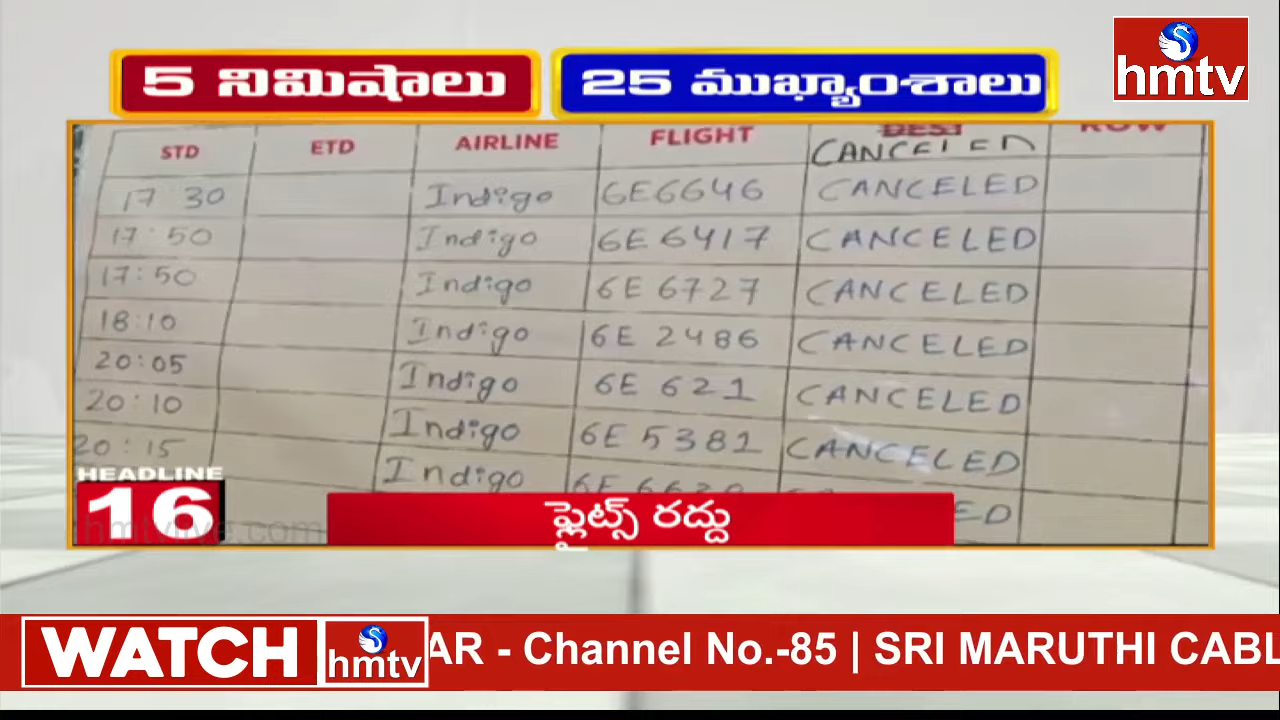 5 నిమిషాలు 25 ముఖ్యాంశాలు
hmtv
STD ETD AIRLINE FLIGHT DEST ROW
CANCELED
17 30 Indigo 6E6646 CANCELED
17:50 Indigo 6E 6417 CANCELED
17:50 Indigo 6E 6727 CANCELED
18:10 Indigo 6E 2486 CANCELED
20:05 Indigo 6E 621 CANCELED
20:10 Indigo 6E 5381 CANCELED
20:15 Indigo
HEADLINE
16
ఫ్లైట్స్ రద్దు
WATCH hmtv AR - Channel No.-85 | SRI MARUTHI CABL